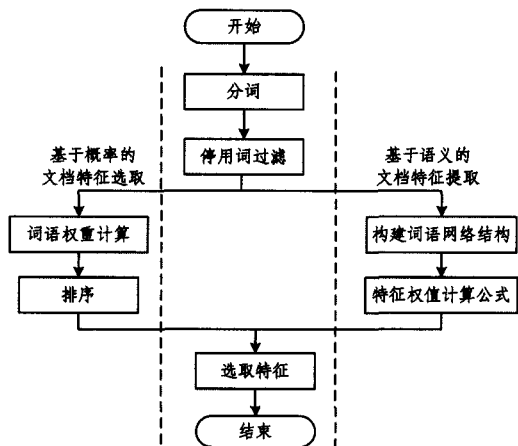 开始
分词
停用词过滤
基于概率的
文档特征选取
基于语义的
文档特征提取
词语权重计算
构建词语网络结构
排序
特征权值计算公式
选取特征
结束